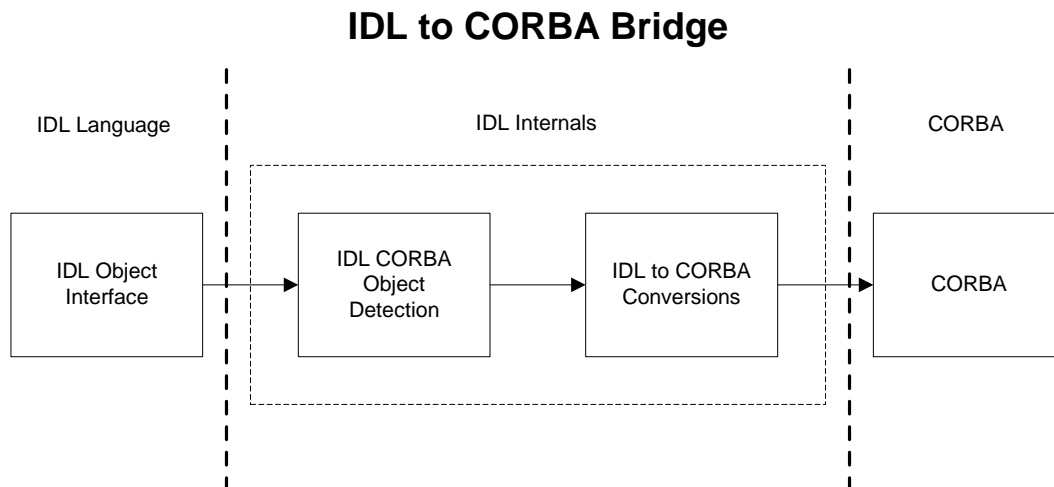 IDL to CORBA Bridge
IDL Language
IDL Internals
CORBA
IDL Object
Interface
IDL CORBA
Object
Detection
IDL to CORBA
Conversions
CORBA